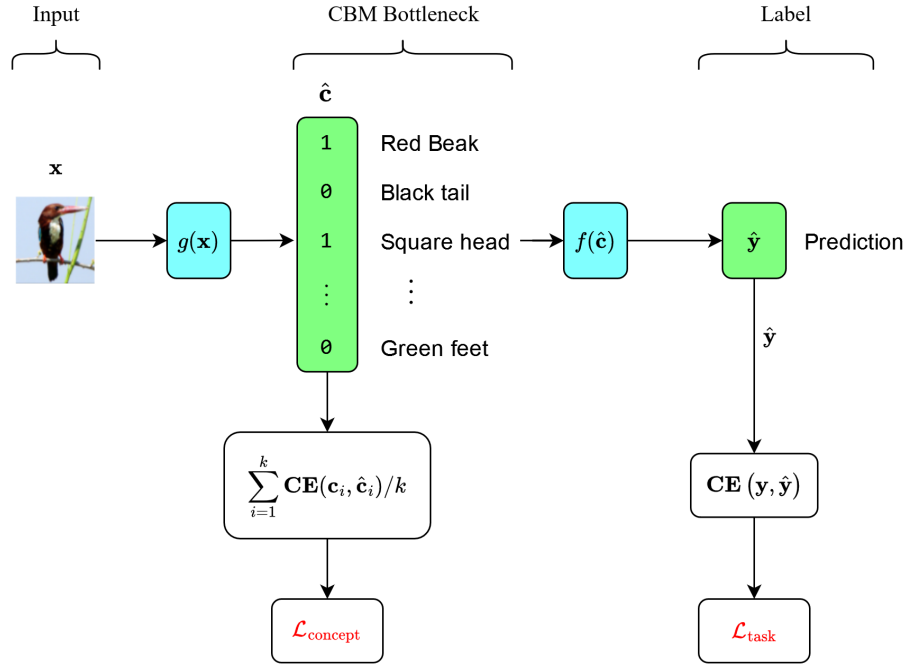 Input
CBM Bottleneck
Label
ĉ
x
1 Red Beak
0 Black tail
1 Square head
⋮ ⋮
0 Green feet
g(x)
f(ĉ)
ŷ
Prediction
ŷ
∑_{i=1}^{k} CE(c_i, ĉ_i)/k
CE (y, ŷ)
ℒ_concept
ℒ_task